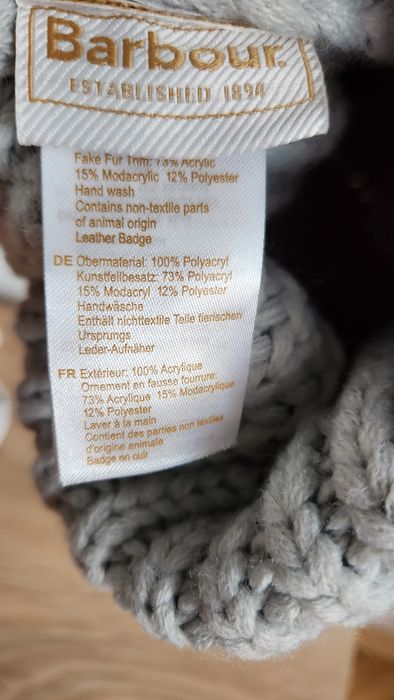 Barbour.
ESTABLISHED 1894
Fake Fur Trim: 73% Acrylic
15% Modacrylic 12% Polyester
Hand wash
Contains non-textile parts
of animal origin
Leather Badge
DE Obermaterial: 100% Polyacryl
Kunstfellbesatz: 73% Polyacryl
15% Modacryl 12% Polyester
Handwäsche
Enthält nichttextile Teile tierischen
Ursprungs
Leder-Aufnäher
FR Extérieur: 100% Acrylique
Ornement en fausse fourrure:
73% Acrylique 15% Modacrylique
12% Polyester
Laver à la main
Contient des parties non textiles
d'origine animale
Badge en cuir